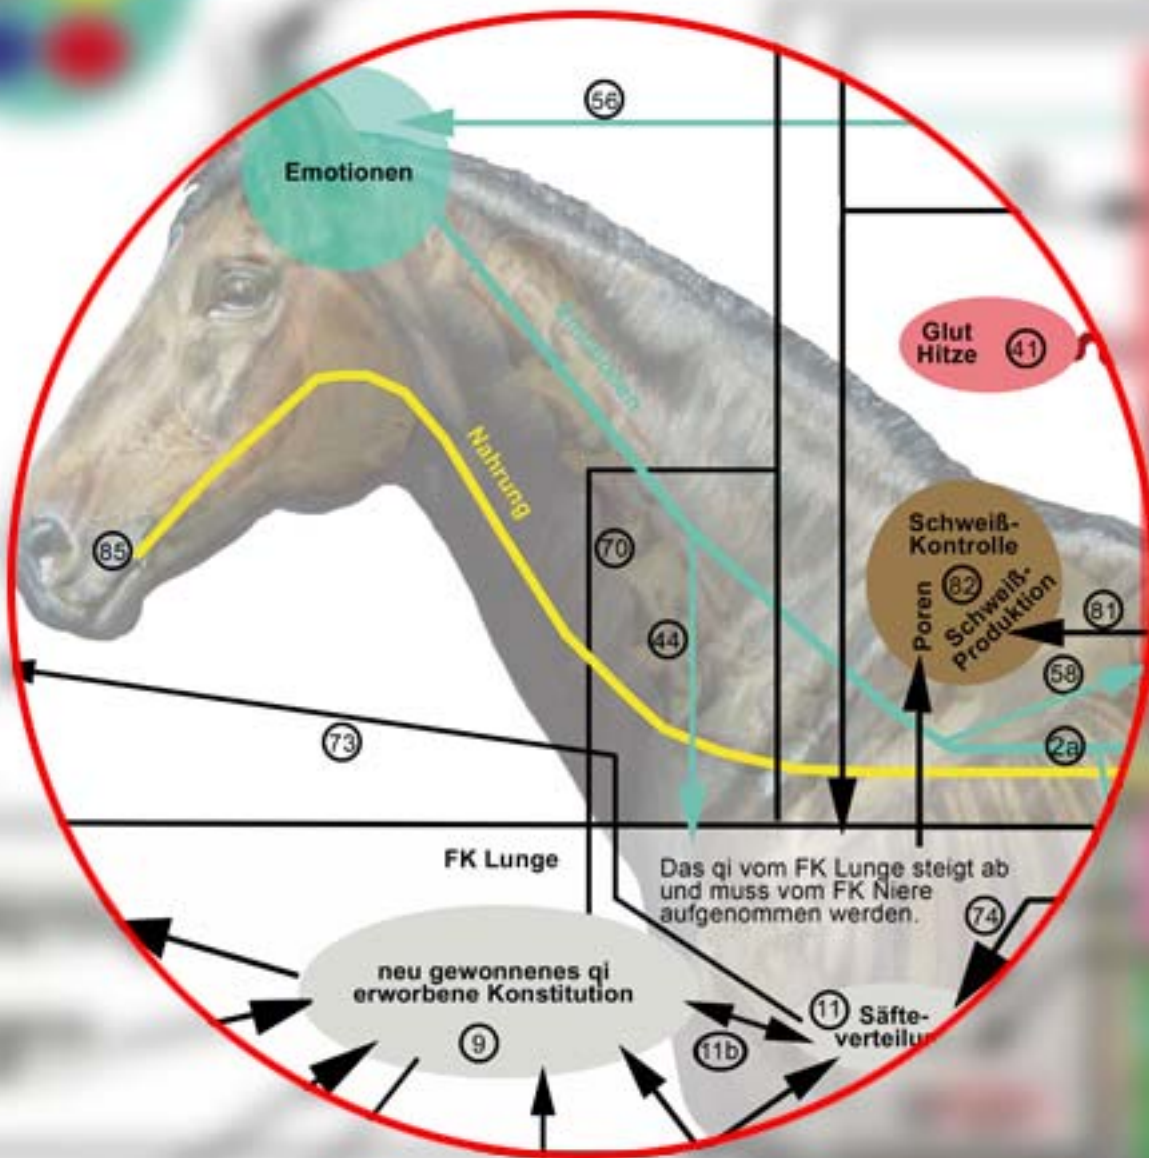 56
Emotionen
Emotionen
Glut
Hitze
41
Nahrung
Schweiß-
Kontrolle
82
Poren
Schweiß-
Produktion
85
70
81
44
58
73
2a
FK Lunge
Das qi vom FK Lunge steigt ab
und muss vom FK Niere
aufgenommen werden.
74
neu gewonnenes qi
erworbene Konstitution
9
11
Säfte-
11b